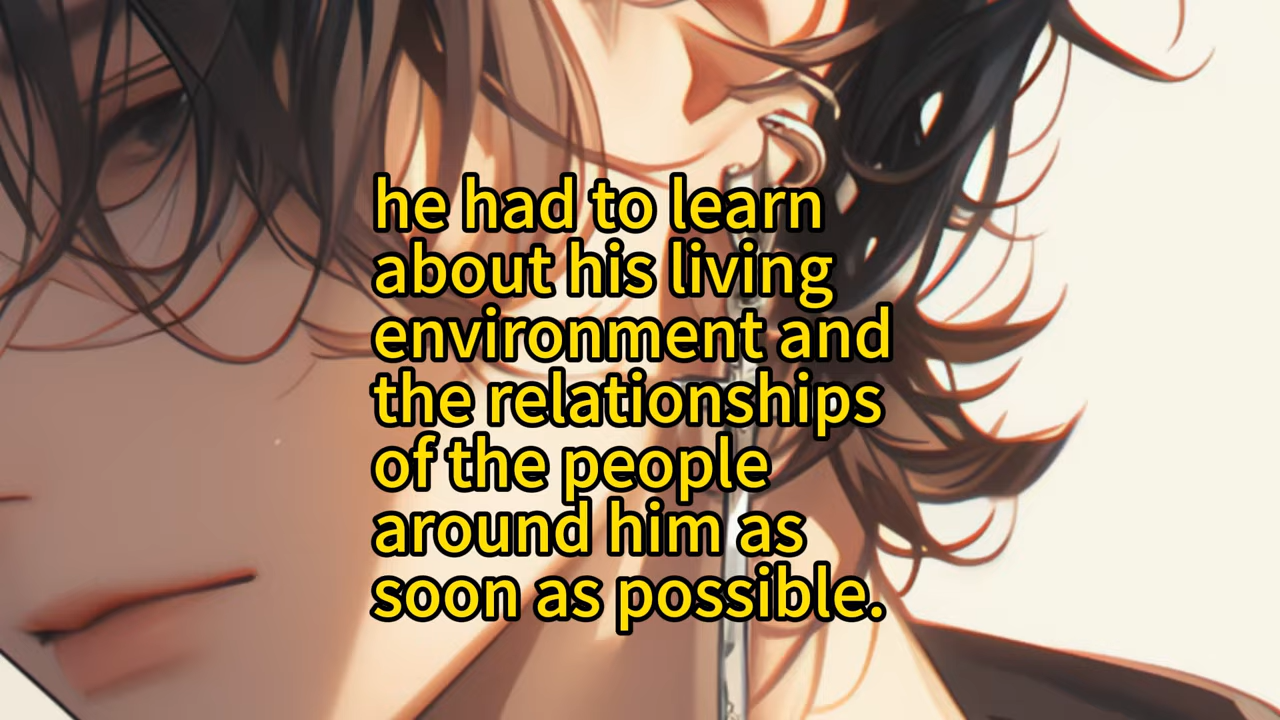 he had to learn
about his living
environment and
the relationships
of the people
around him as
soon as possible.